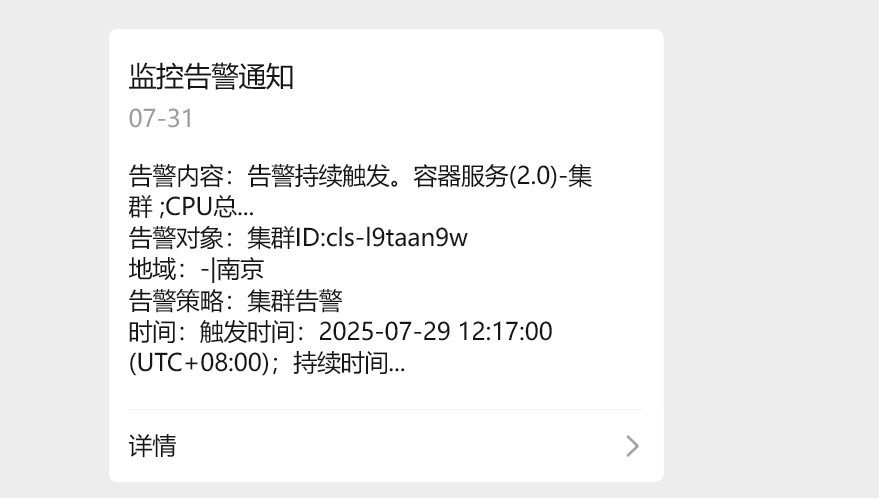 监控告警通知
07-31
告警内容：告警持续触发。容器服务(2.0)-集
群 ;CPU总...
告警对象：集群ID:cls-l9taan9w
地域：-|南京
告警策略：集群告警
时间：触发时间：2025-07-29 12:17:00
(UTC+08:00)；持续时间...
详情